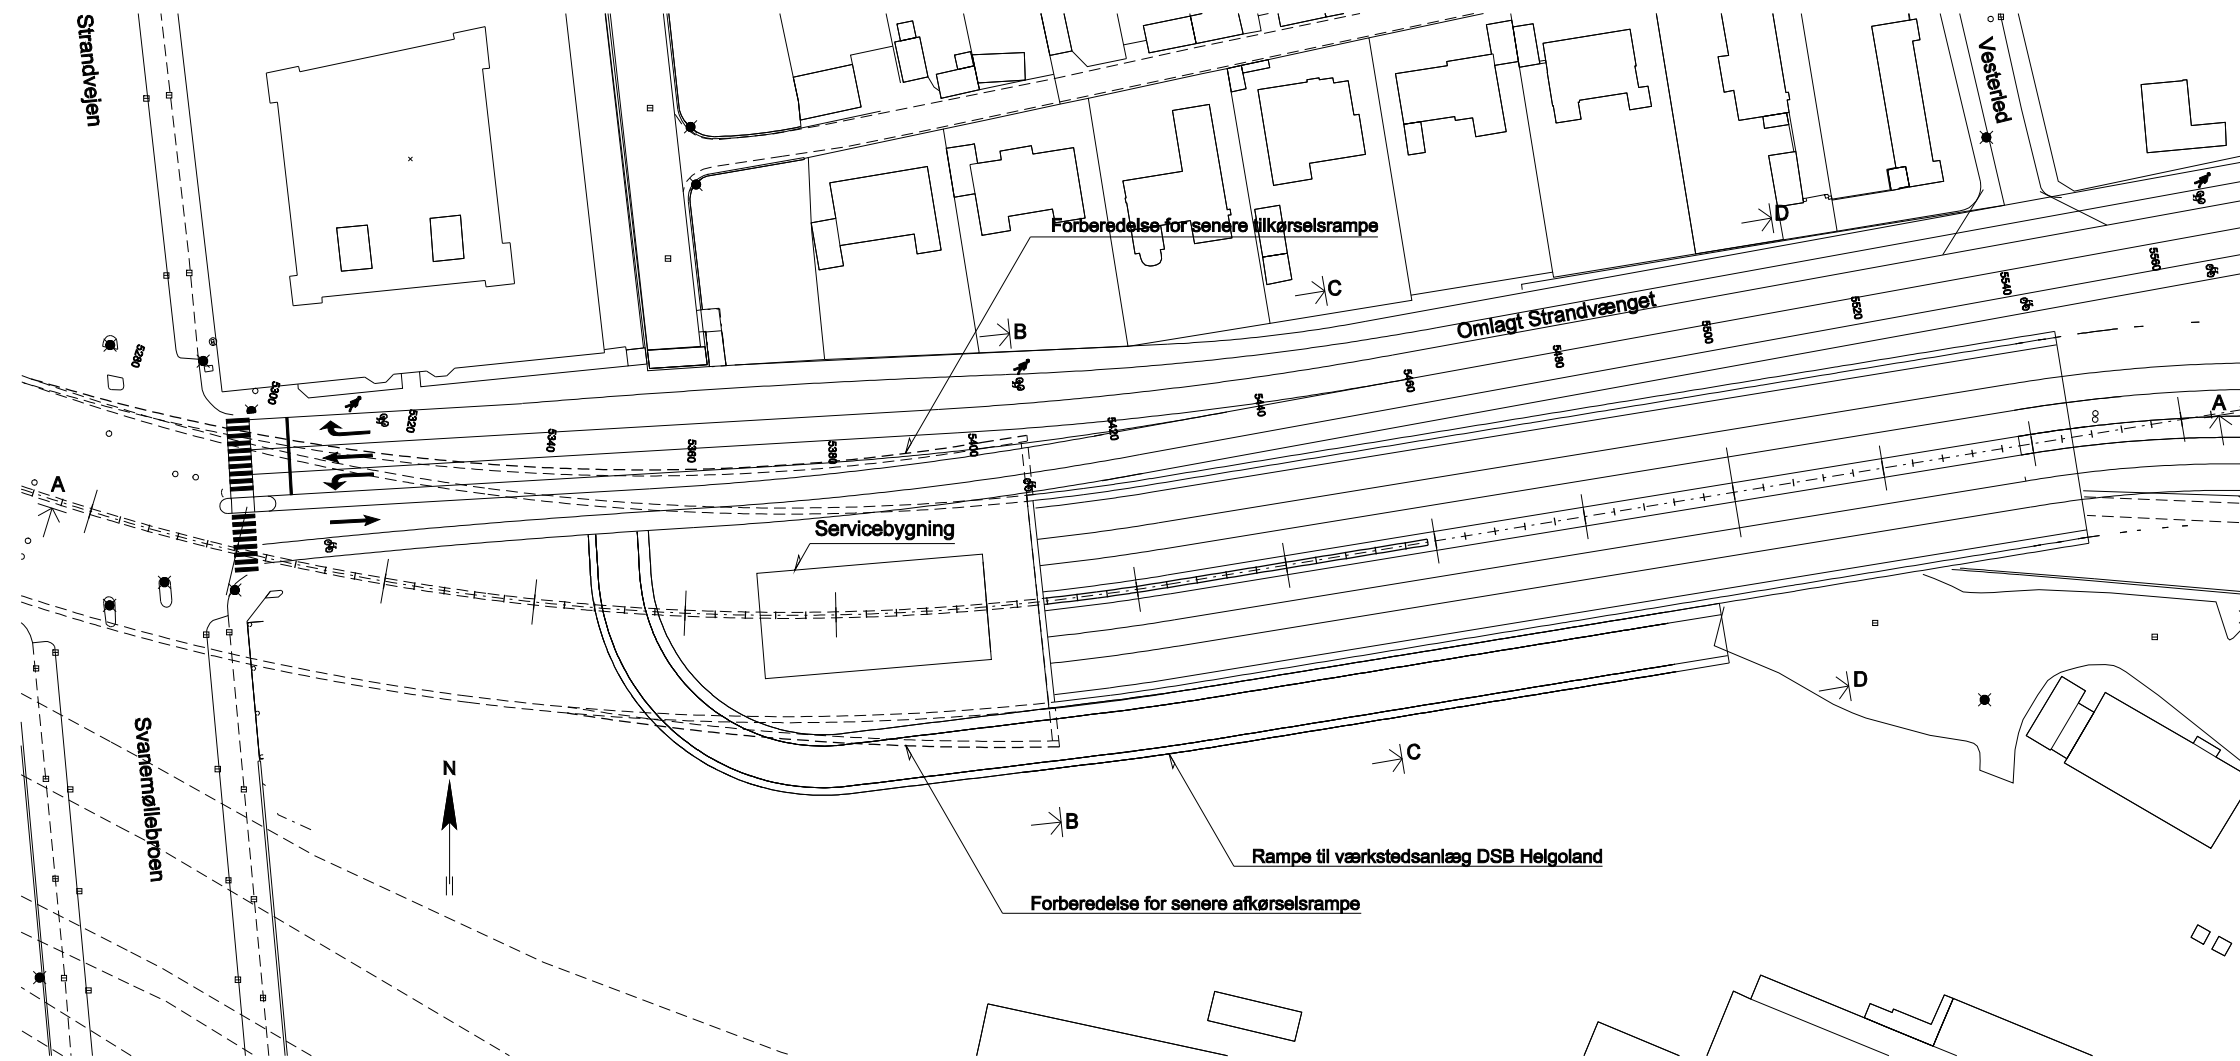 Strandvejen
Vesterled
Forberedelse for senere tilkørselsrampe
D
C
B
Omlagt Strandvænget
5280
5300
5320
5340
5360
5380
5400
5420
5440
5460
5480
5500
5520
5540
5560
A
A
Servicebygning
D
C
B
N
Svanemøllebroen
Rampe til værkstedsanlæg DSB Helgoland
Forberedelse for senere afkørselsrampe